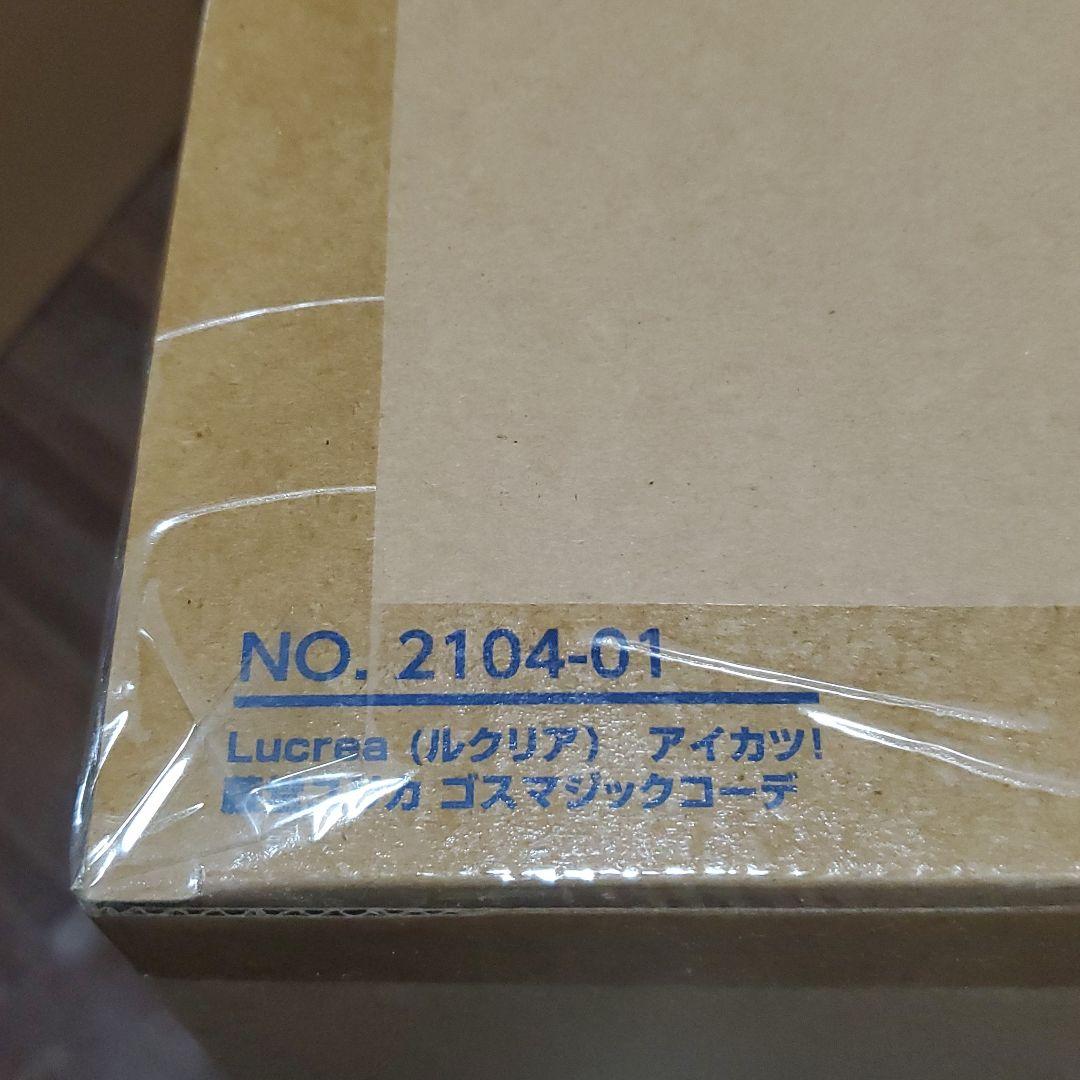 NO. 2104-01
Lucrea (ルクリア) アイカツ!
ゴスマジックコーデ